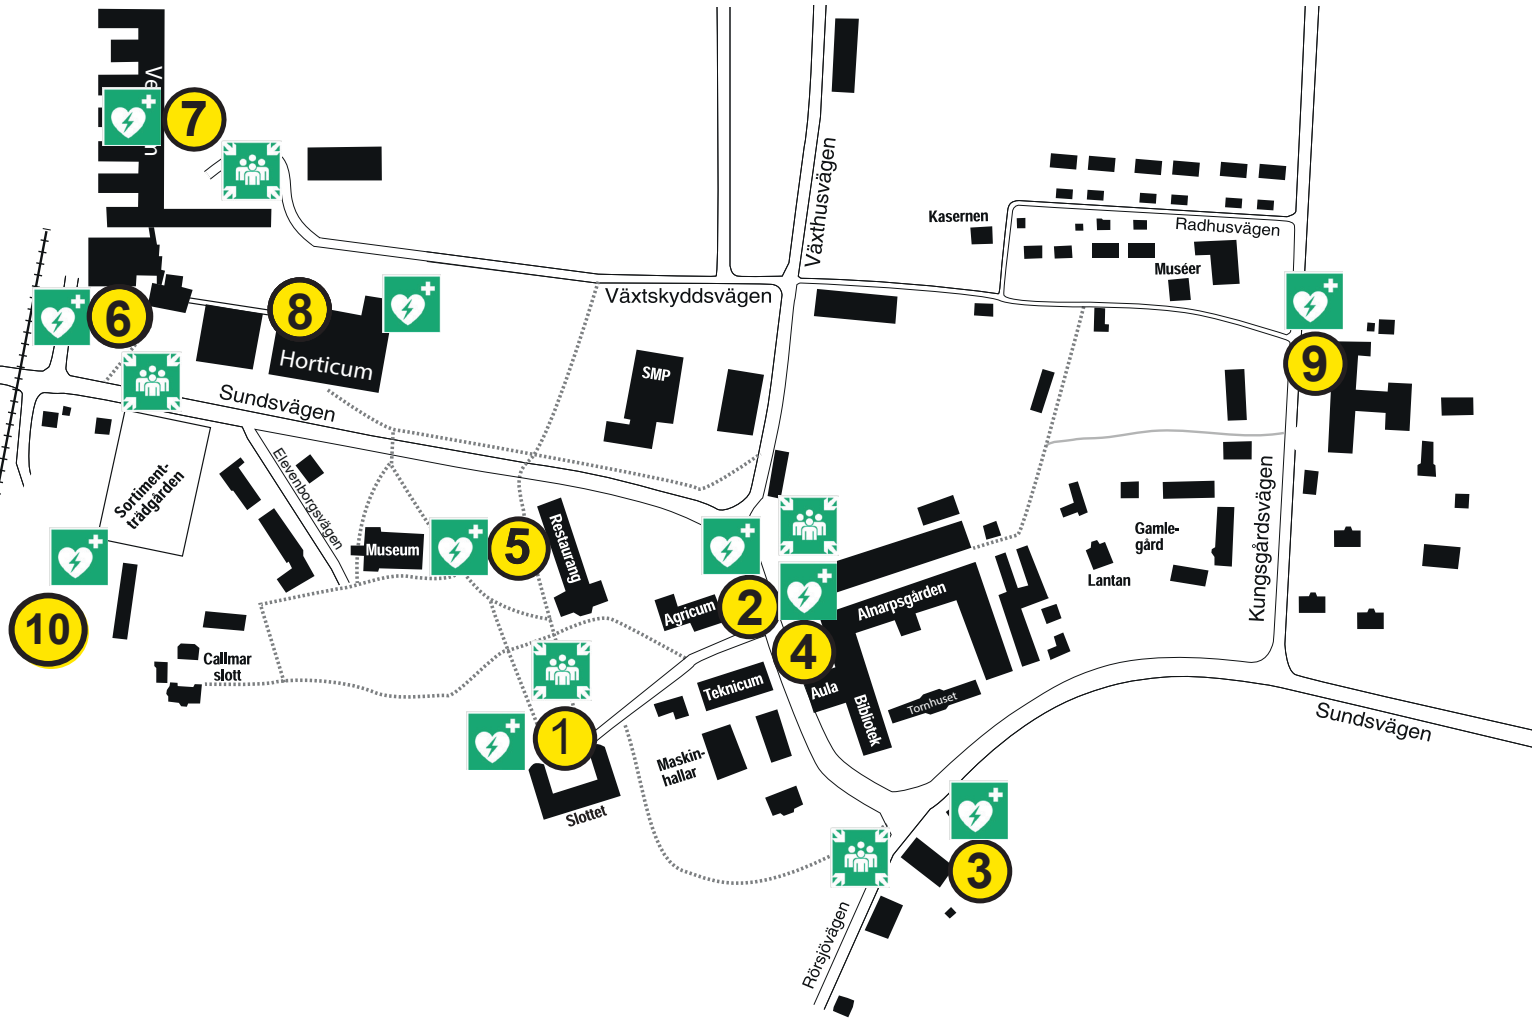 7
Växthusvägen
Kasernen
Radhusvägen
Muséer
Växtskyddsvägen
6
8
Horticum
9
SMP
Sundsvägen
Elevenborgsvägen
Sortiment-
trädgården
Museum
5
Restaurang
Kungsgårdsvägen
Gamle-
gård
Lantan
Alnarpsgården
Agricum
2
4
10
Callmar
slott
Teknicum
Aula
Bibliotek
Tornhuset
Sundsvägen
1
Maskin-
hallar
Slottet
3
Rörsjövägen